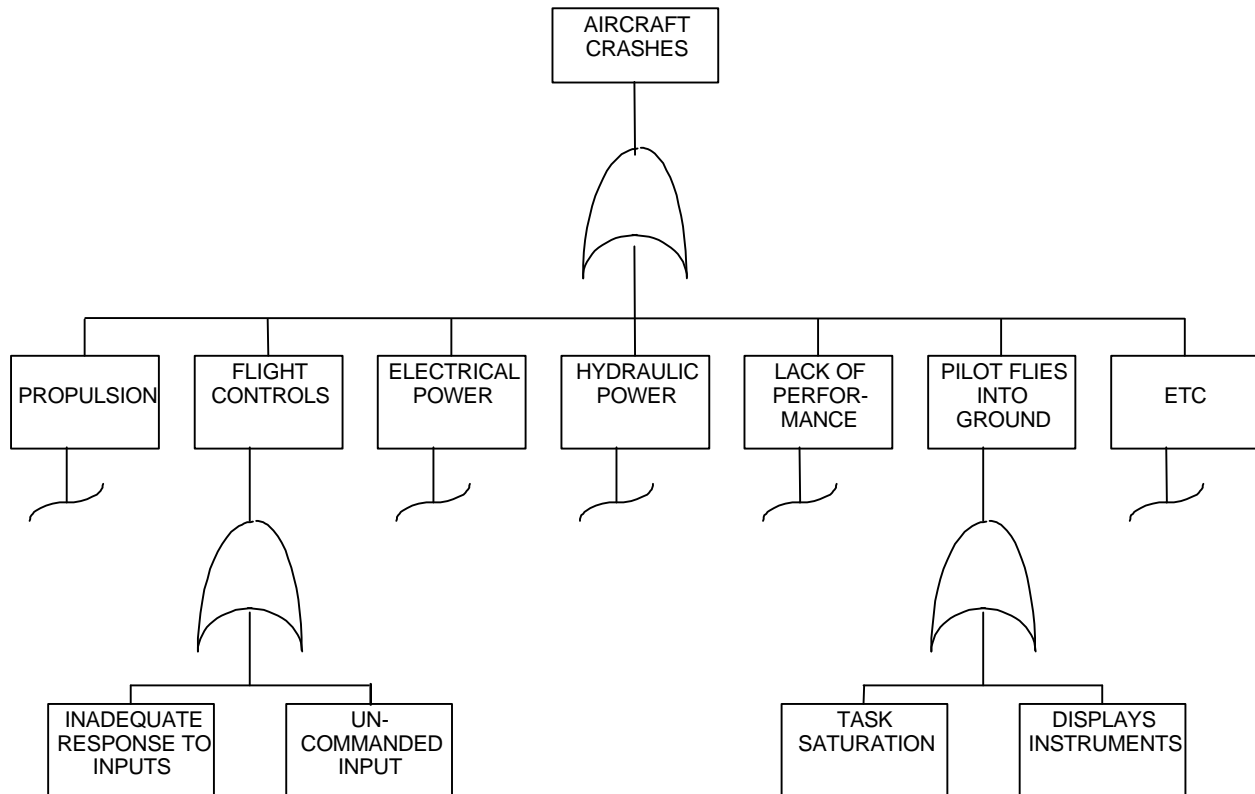 AIRCRAFT
CRASHES
PROPULSION
FLIGHT
CONTROLS
ELECTRICAL
POWER
HYDRAULIC
POWER
LACK OF
PERFOR-
MANCE
PILOT FLIES
INTO
GROUND
ETC
INADEQUATE
RESPONSE TO
INPUTS
UN-
COMMANDED
INPUT
TASK
SATURATION
DISPLAYS
INSTRUMENTS